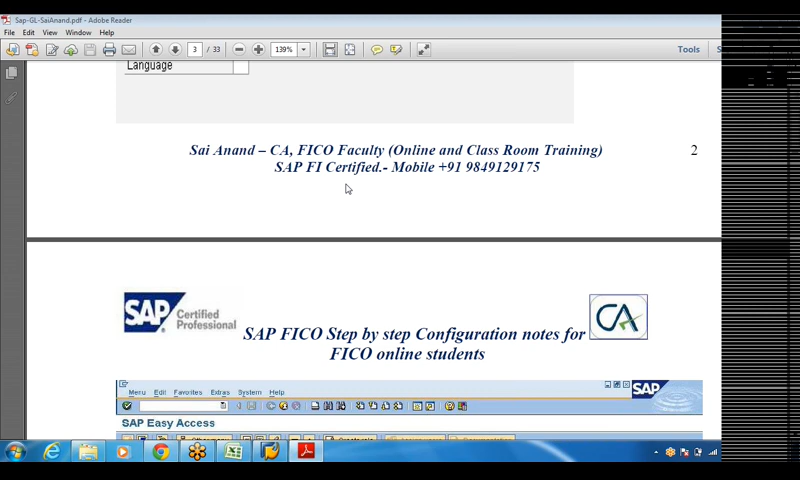 Sap-GL-SaiAnand.pdf - Adobe Reader
File Edit View Window Help
3 / 33 139% Tools
Language
Sai Anand – CA, FICO Faculty (Online and Class Room Training)
SAP FI Certified.- Mobile +91 9849129175
2
SAP Certified
Professional
CA
SAP FICO Step by step Configuration notes for
FICO online students
Menu Edit Favorites Extras System Help
SAP
SAP Easy Access